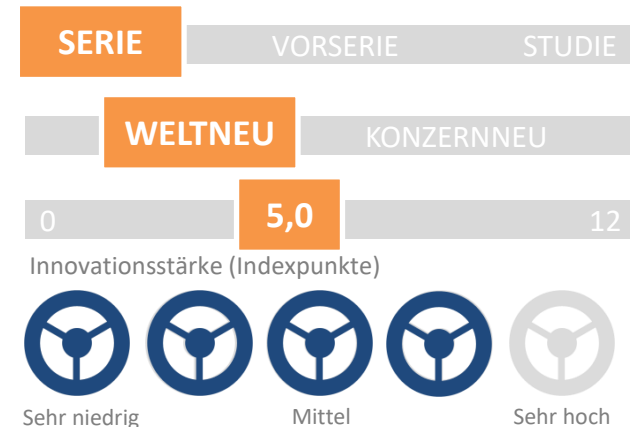 SERIE VORSERIE STUDIE
WELTNEU KONZERNNEU
0 5,0 12
Innovationsstärke (Indexpunkte)
Sehr niedrig Mittel Sehr hoch